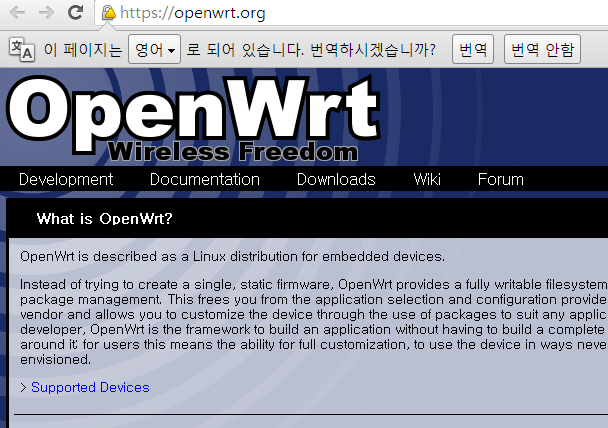 https://openwrt.org
이 페이지는 영어 로 되어 있습니다. 번역하시겠습니까? 번역 번역 안함
OpenWrt
Wireless Freedom
Development Documentation Downloads Wiki Forum
What is OpenWrt?
OpenWrt is described as a Linux distribution for embedded devices.
Instead of trying to create a single, static firmware, OpenWrt provides a fully writable filesystem
package management. This frees you from the application selection and configuration provide
vendor and allows you to customize the device through the use of packages to suit any applic
developer, OpenWrt is the framework to build an application without having to build a complete
around it; for users this means the ability for full customization, to use the device in ways neve
envisioned.
> Supported Devices